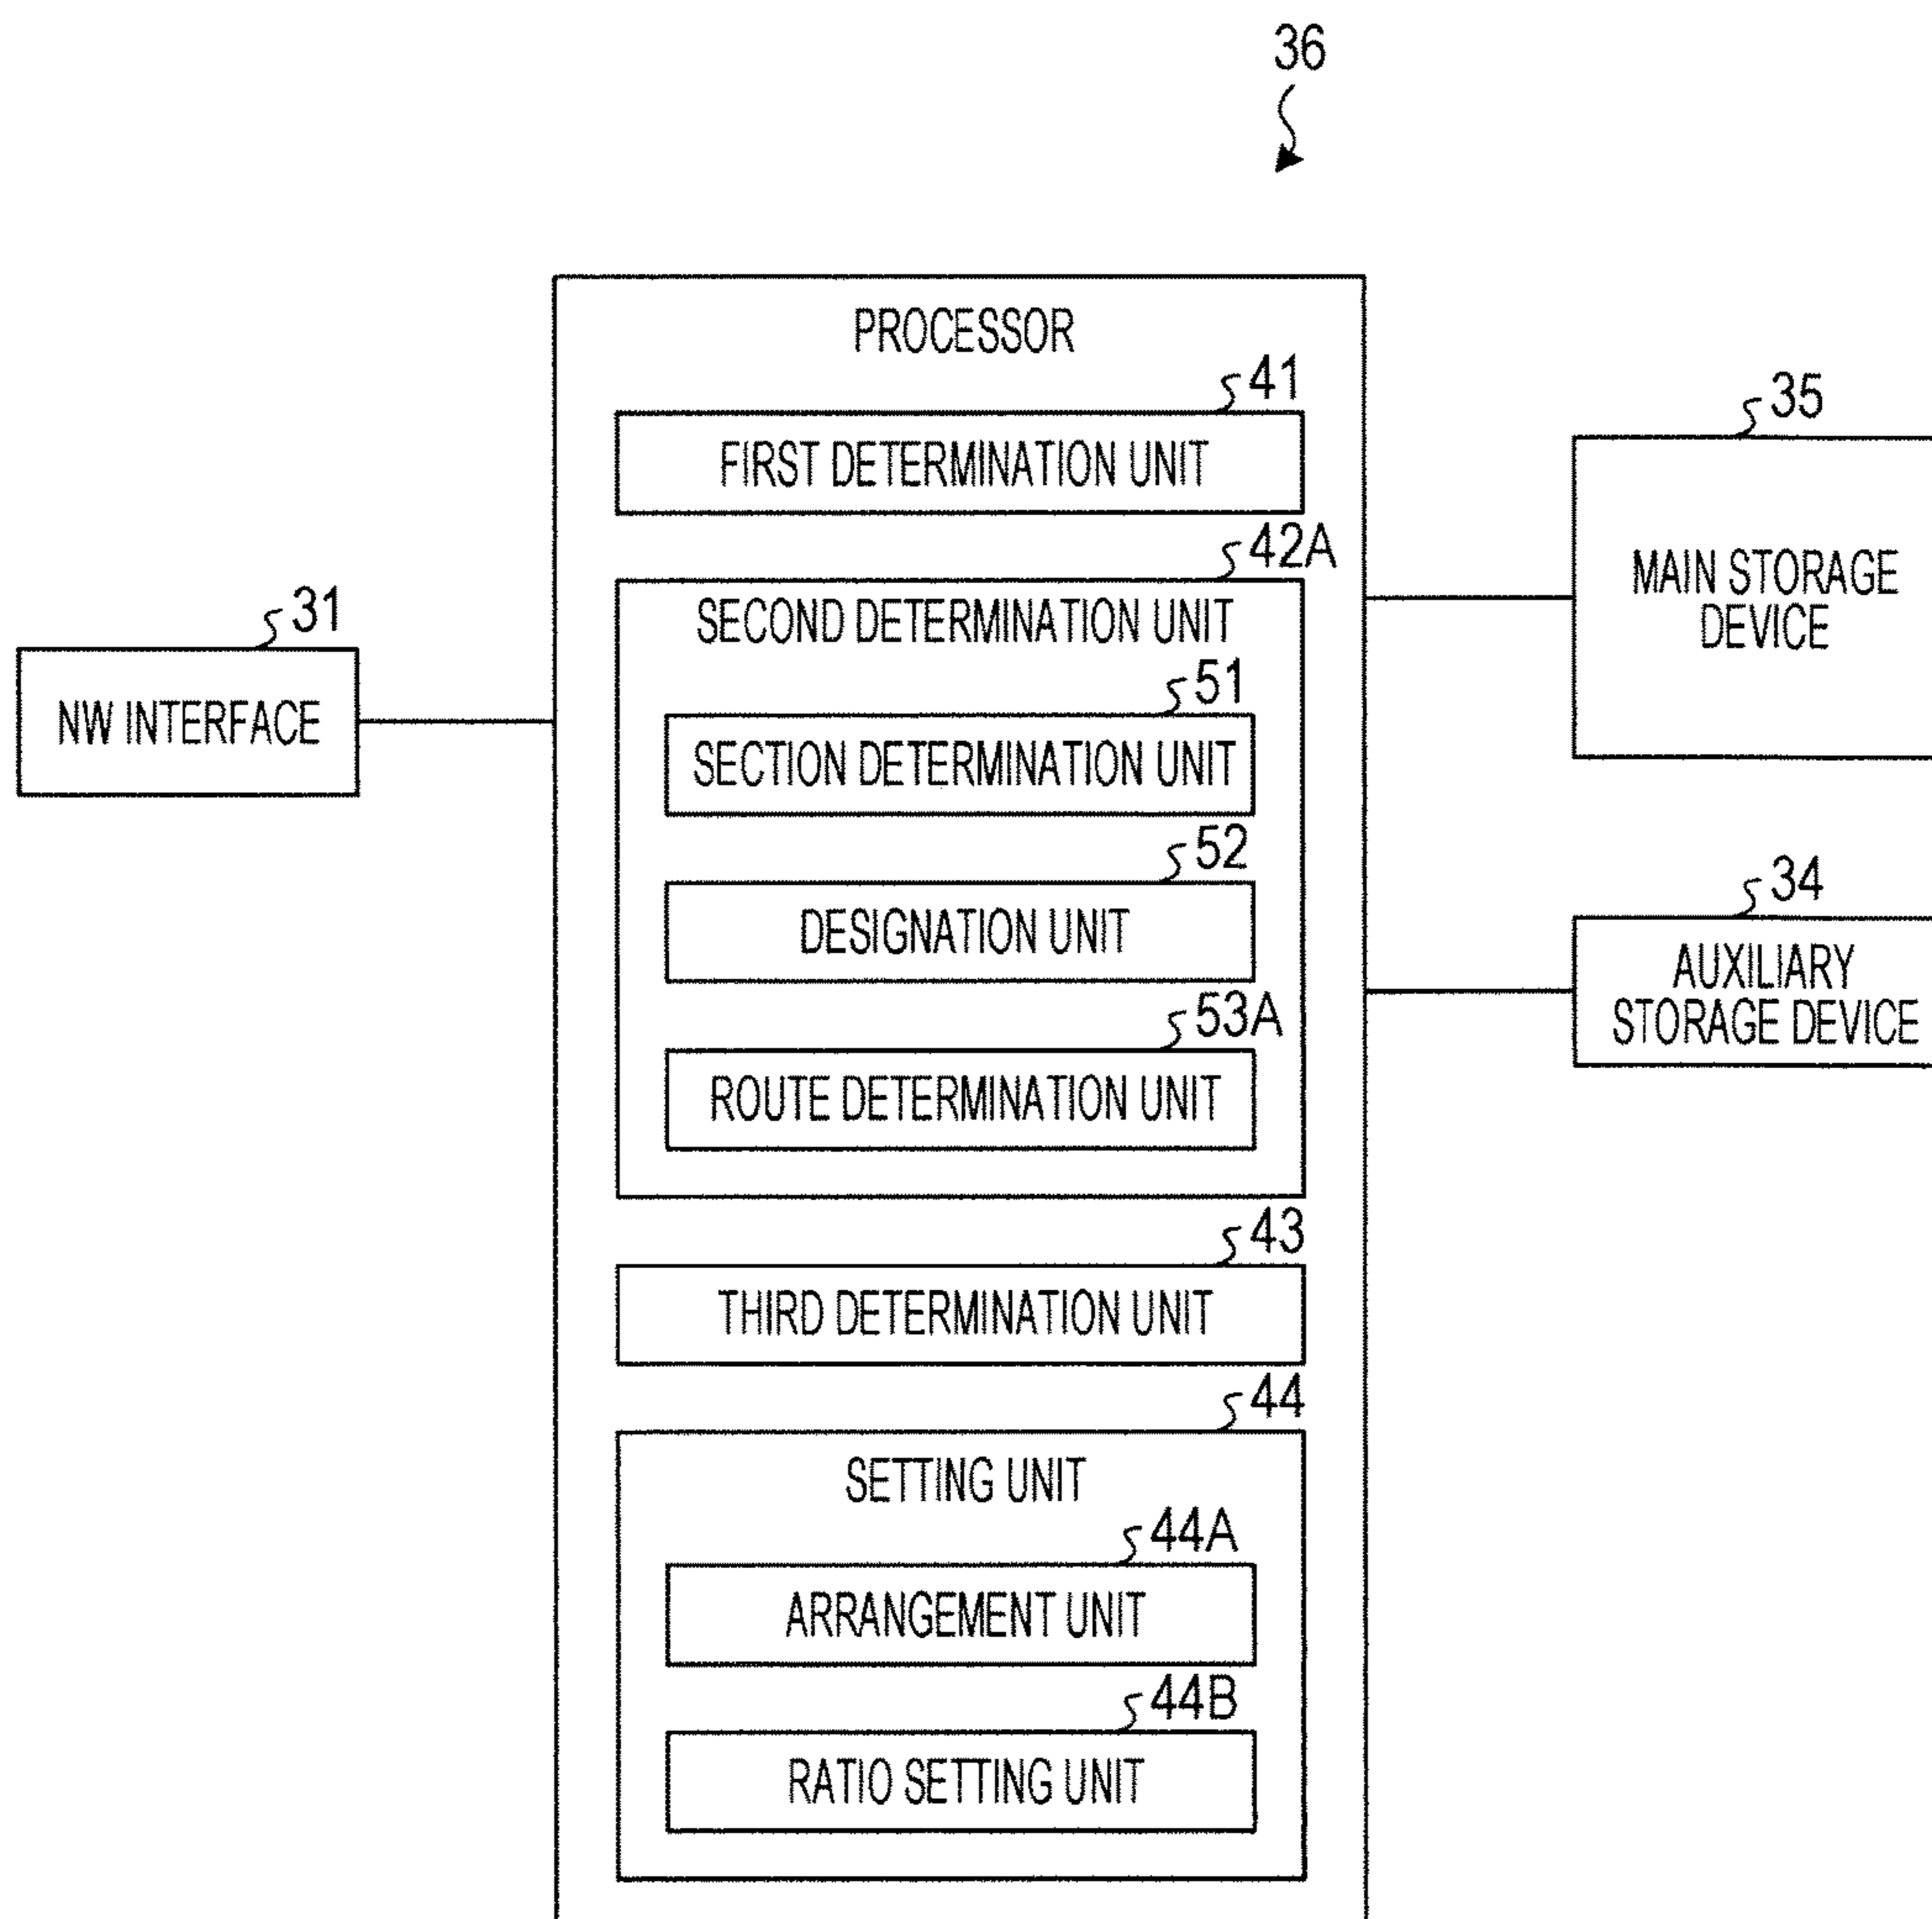 36
PROCESSOR
41
FIRST DETERMINATION UNIT
42A
SECOND DETERMINATION UNIT
51
SECTION DETERMINATION UNIT
52
DESIGNATION UNIT
53A
ROUTE DETERMINATION UNIT
43
THIRD DETERMINATION UNIT
44
SETTING UNIT
44A
ARRANGEMENT UNIT
44B
RATIO SETTING UNIT
31
NW INTERFACE
35
MAIN STORAGE
DEVICE
34
AUXILIARY
STORAGE DEVICE